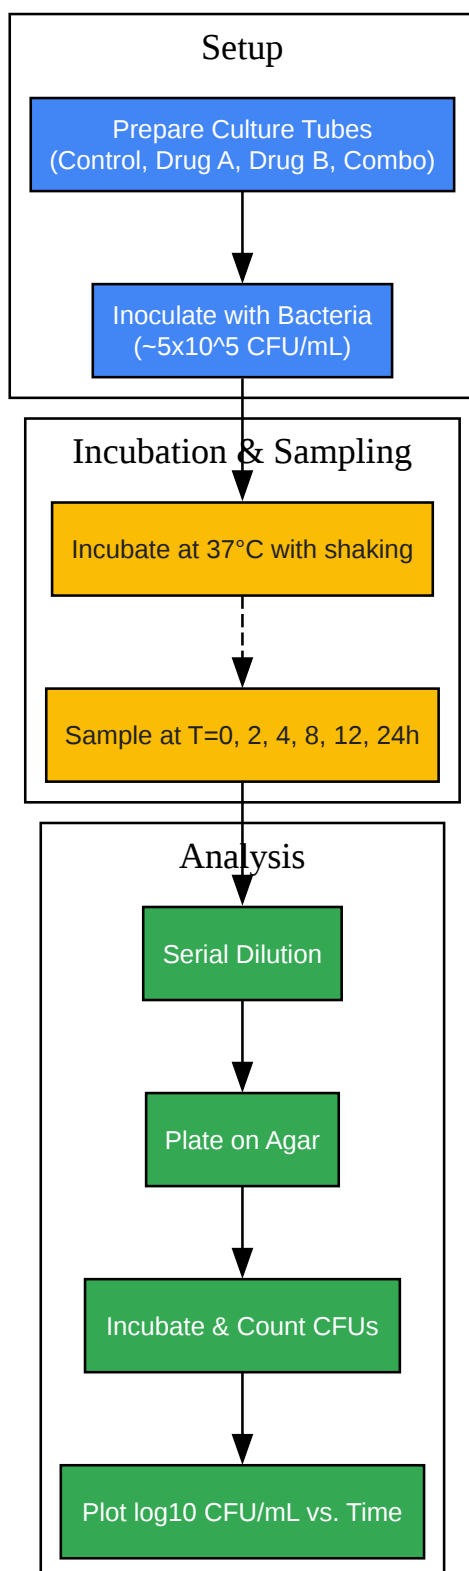 Setup
Prepare Culture Tubes
(Control, Drug A, Drug B, Combo)
Inoculate with Bacteria
(~5x10^5 CFU/mL)
Incubation & Sampling
Incubate at 37°C with shaking
Sample at T=0, 2, 4, 8, 12, 24h
Analysis
Serial Dilution
Plate on Agar
Incubate & Count CFUs
Plot log10 CFU/mL vs. Time